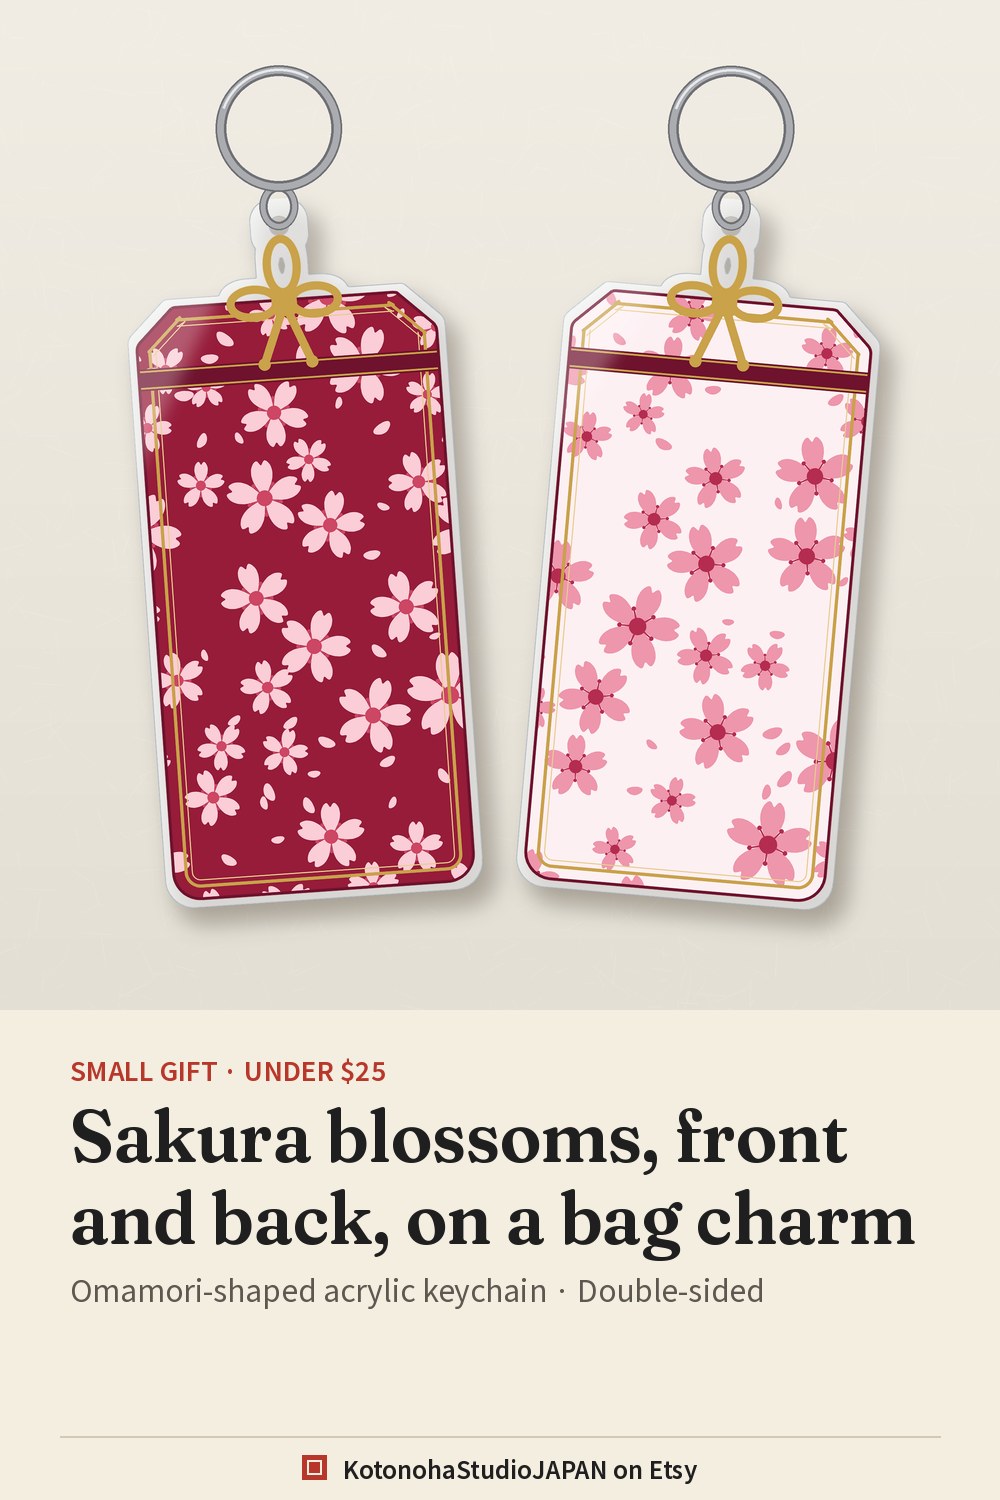 SMALL GIFT · UNDER $25
Sakura blossoms, front
and back, on a bag charm
Omamori-shaped acrylic keychain · Double-sided
KotonohaStudioJAPAN on Etsy